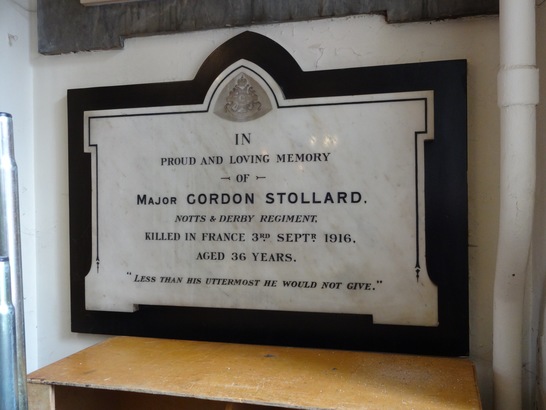 IN
PROUD AND LOVING MEMORY
OF
MAJOR GORDON STOLLARD.
NOTTS & DERBY REGIMENT,
KILLED IN FRANCE 3RD SEPTR 1916.
AGED 36 YEARS.
"LESS THAN HIS UTTERMOST HE WOULD NOT GIVE."